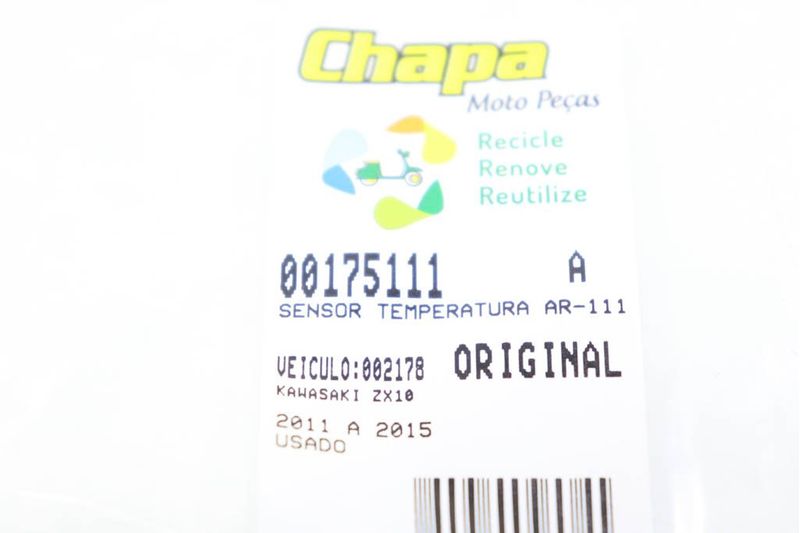 Chapa
Moto Peças
Recicle
Renove
Reutilize
00175111 A
SENSOR TEMPERATURA AR-111
VEICULO:002178 ORIGINAL
KAWASAKI ZX10
2011 A 2015
USADO